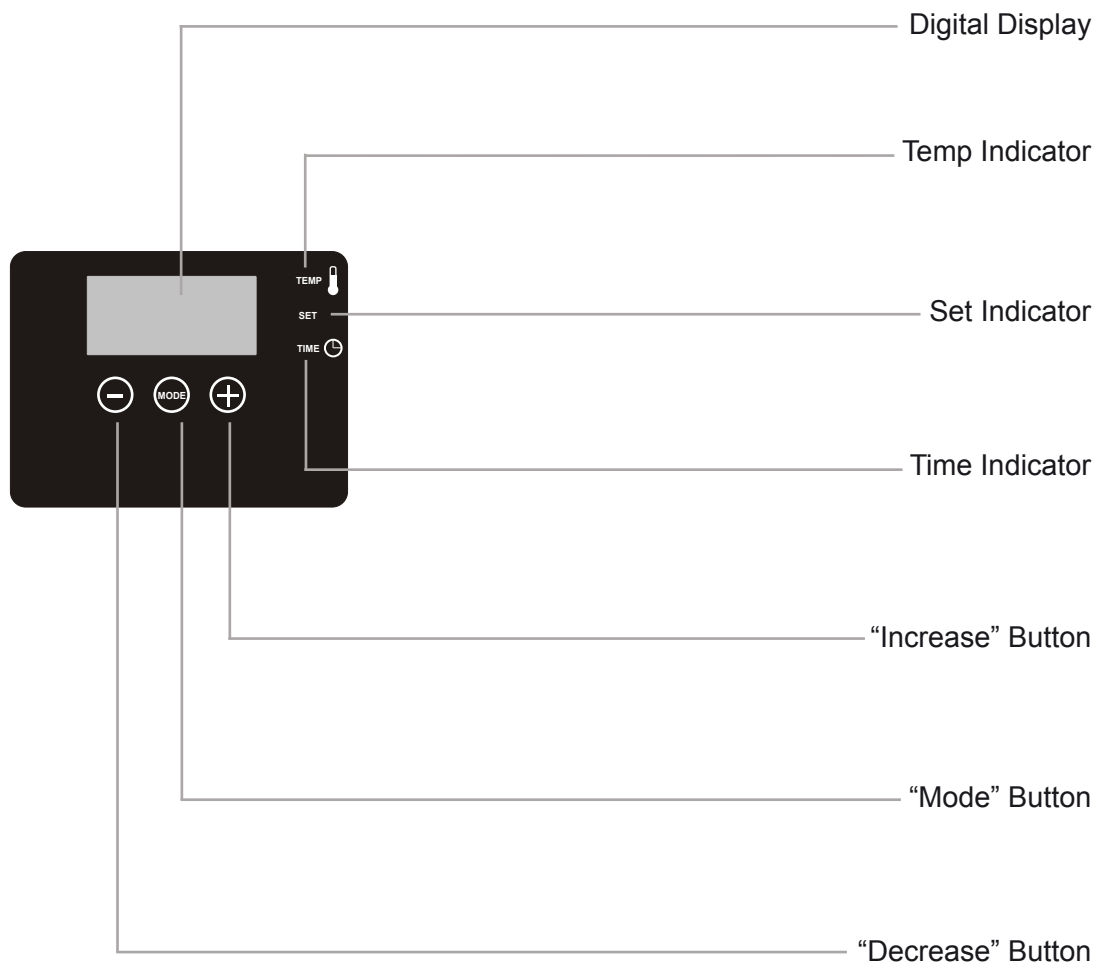 Digital Display
Temp Indicator
TEMP
SET
Set Indicator
TIME
MODE
Time Indicator
“Increase” Button
“Mode” Button
“Decrease” Button